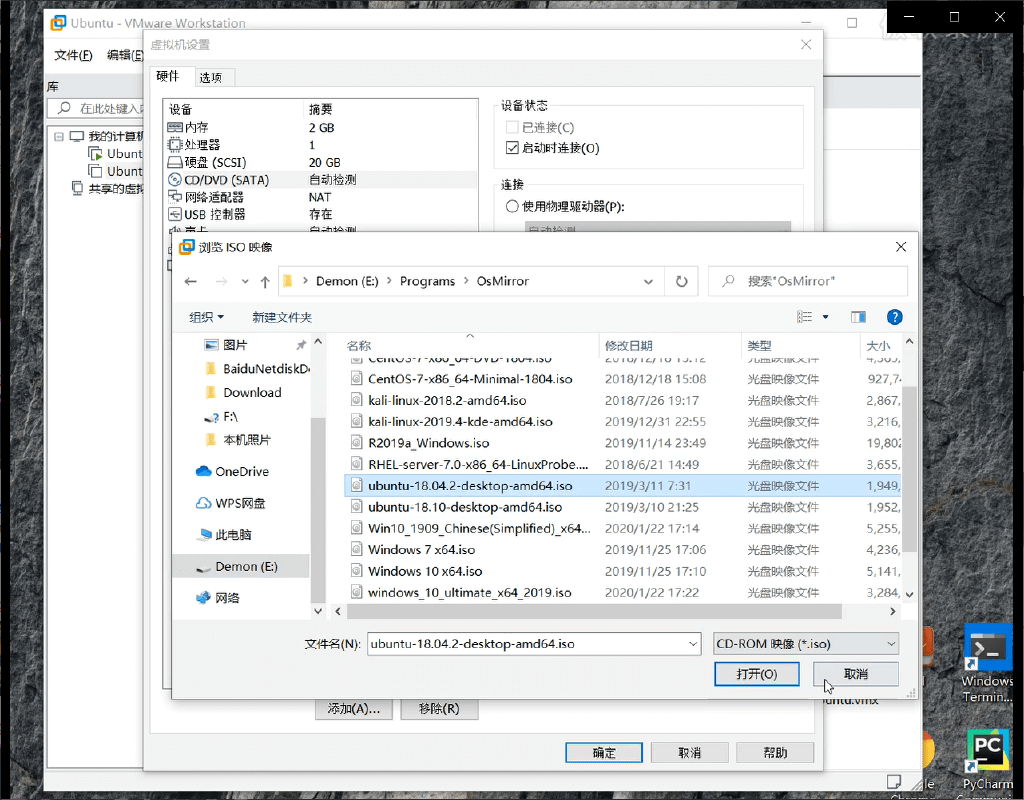 Ubuntu - VMware Workstation
文件(F) 编辑(E)
虚拟机设置
硬件 选项
库
在此处键入
我的计算机
Ubunt
Ubunt
共享的虚
设备 摘要
内存 2 GB
处理器 1
硬盘 (SCSI) 20 GB
CD/DVD (SATA) 自动检测
网络适配器 NAT
USB 控制器 存在
声卡 自动检测
设备状态
已连接(C)
启动时连接(O)
连接
使用物理驱动器(P):
自动检测
浏览 ISO 映像
Demon (E:) Programs OsMirror
搜索"OsMirror"
组织 新建文件夹
图片
BaiduNetdiskDo
Download
F:\
本机照片
OneDrive
WPS网盘
此电脑
Demon (E:)
网络
名称 修改日期 类型 大小
CentOS-7-x86_64-DVD-1804.iso 2018/12/18 15:12 光盘映像文件 4,365,
CentOS-7-x86_64-Minimal-1804.iso 2018/12/18 15:08 光盘映像文件 927,74
kali-linux-2018.2-amd64.iso 2018/7/26 19:17 光盘映像文件 2,867,
kali-linux-2019.4-kde-amd64.iso 2019/12/31 22:55 光盘映像文件 3,216,
R2019a_Windows.iso 2019/11/14 23:49 光盘映像文件 19,802
RHEL-server-7.0-x86_64-LinuxProbe.... 2018/6/21 14:49 光盘映像文件 3,655,
ubuntu-18.04.2-desktop-amd64.iso 2019/3/11 7:31 光盘映像文件 1,949,
ubuntu-18.10-desktop-amd64.iso 2019/3/10 21:25 光盘映像文件 1,952,
Win10_1909_Chinese(Simplified)_x64... 2020/1/22 17:14 光盘映像文件 5,255,
Windows 7 x64.iso 2019/11/25 17:06 光盘映像文件 4,236,
Windows 10 x64.iso 2019/11/25 17:10 光盘映像文件 5,141,
windows_10_ultimate_x64_2019.iso 2020/1/22 17:22 光盘映像文件 3,284,
文件名(N): ubuntu-18.04.2-desktop-amd64.iso CD-ROM 映像 (*.iso)
打开(O) 取消
添加(A)... 移除(R)
buntu.vmx
确定 取消 帮助
Windows
Termin...
PyCharm